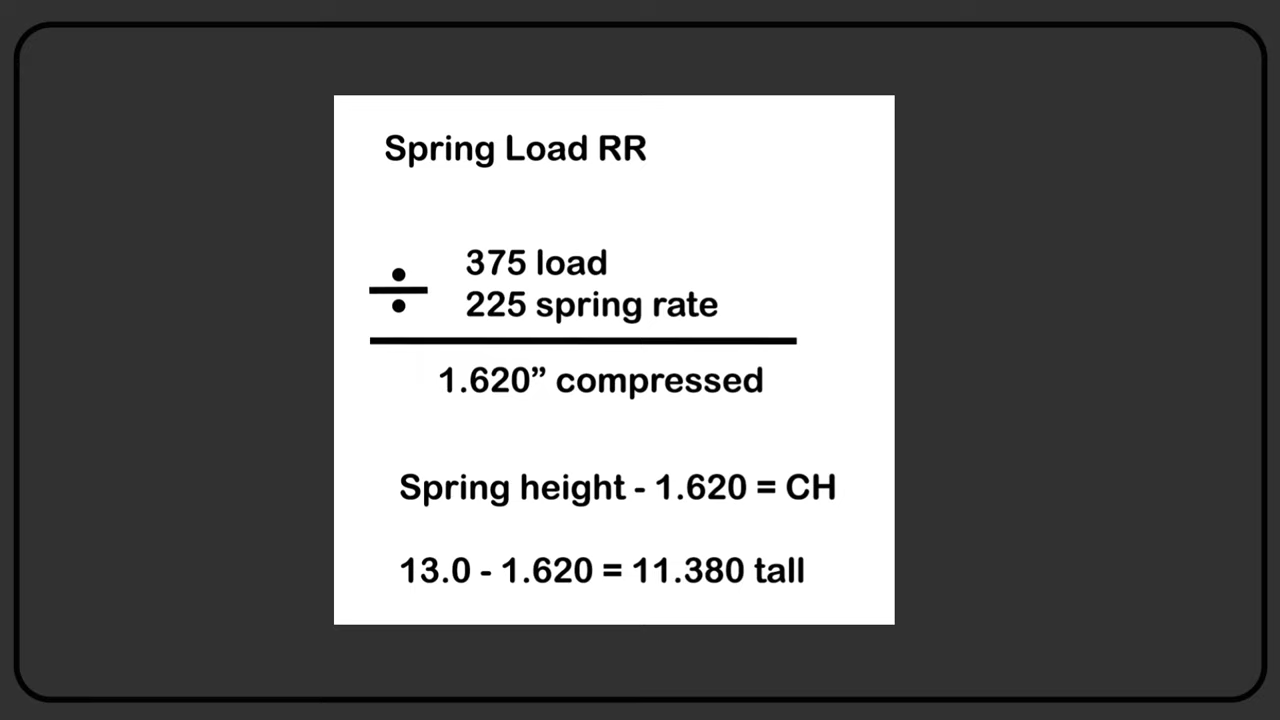 Spring Load RR
÷ 375 load
225 spring rate
1.620” compressed
Spring height - 1.620 = CH
13.0 - 1.620 = 11.380 tall